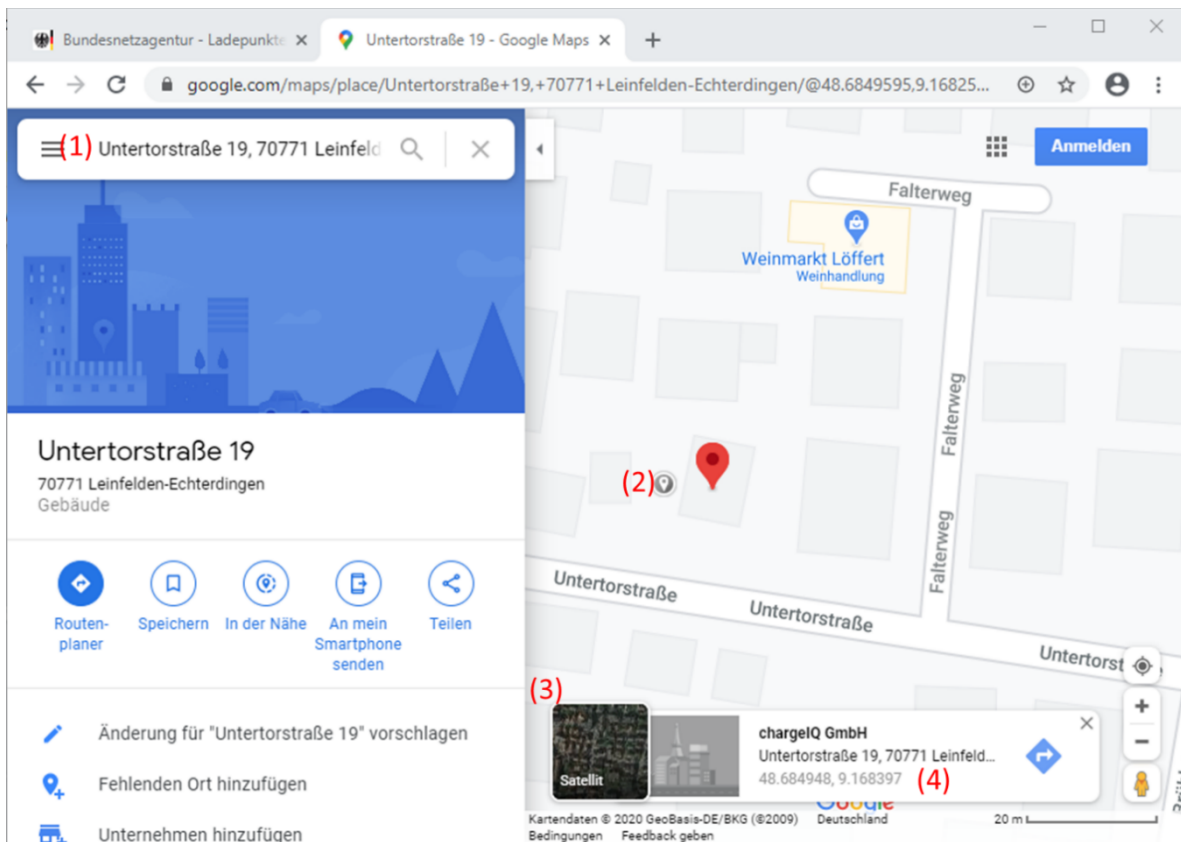 Bundesnetzagentur - Ladepunkte
Untertorstraße 19 - Google Maps
google.com/maps/place/Untertorstraße+19,+70771+Leinfelden-Echterdingen/@48.6849595,9.16825...
(1) Untertorstraße 19, 70771 Leinfeld
Anmelden
Falterweg
Weinmarkt Löffert
Weinhandlung
Falterweg
(2)
Falterweg
Untertorstraße
Untertorstraße
Untertorst
Untertorstraße 19
70771 Leinfelden-Echterdingen
Gebäude
Routen-
planer
Speichern
In der Nähe
An mein
Smartphone
senden
Teilen
Änderung für "Untertorstraße 19" vorschlagen
Fehlenden Ort hinzufügen
Unternehmen hinzufügen
(3)
Satellit
chargeIQ GmbH
Untertorstraße 19, 70771 Leinfeld...
48.684948, 9.168397 (4)
Google
Kartendaten © 2020 GeoBasis-DE/BKG (©2009) Deutschland 20 m
Bedingungen Feedback geben